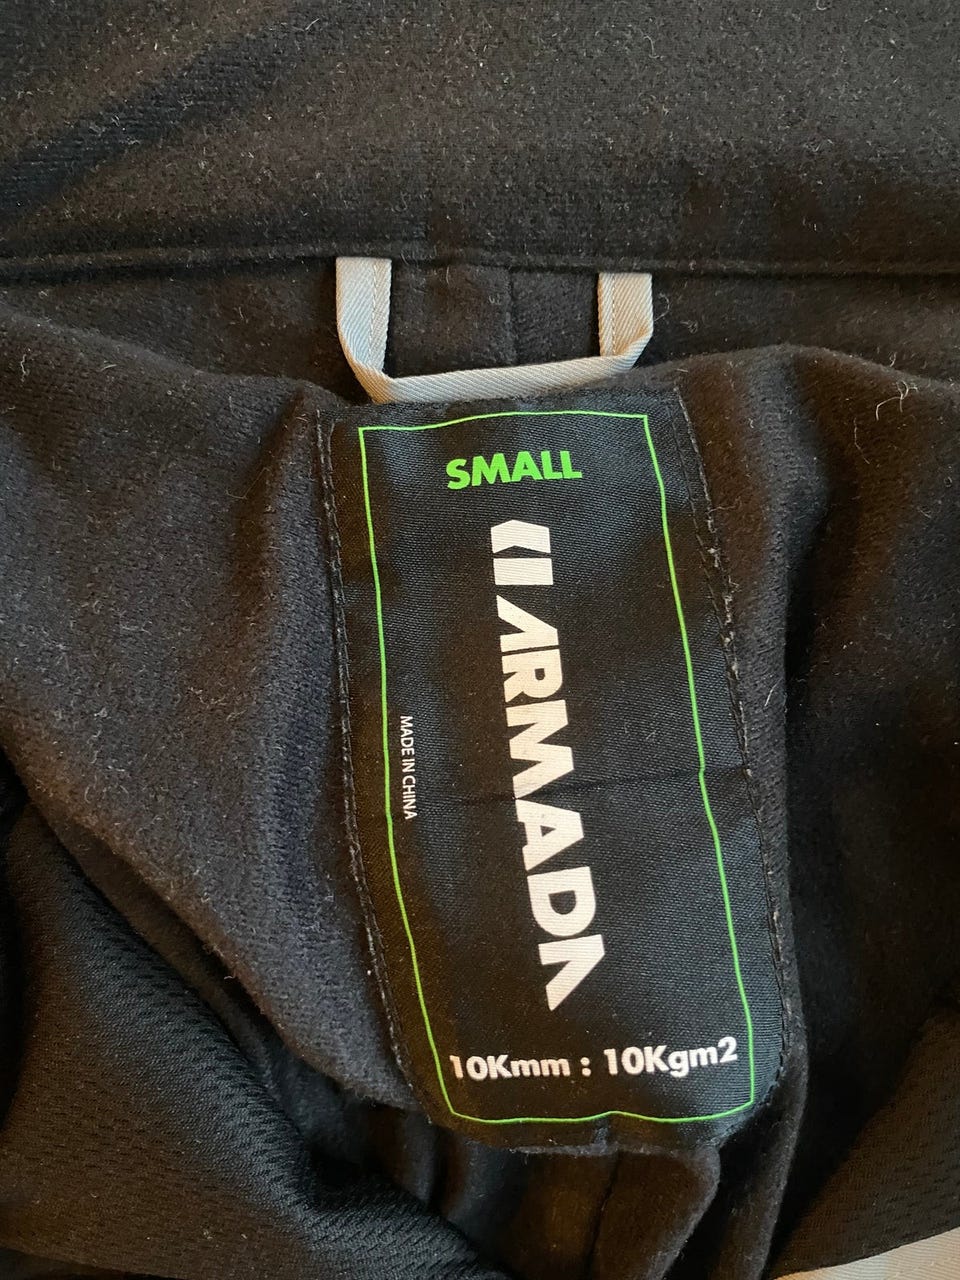 SMALL
ARMADA
MADE IN CHINA
10Kmm : 10Kgm2